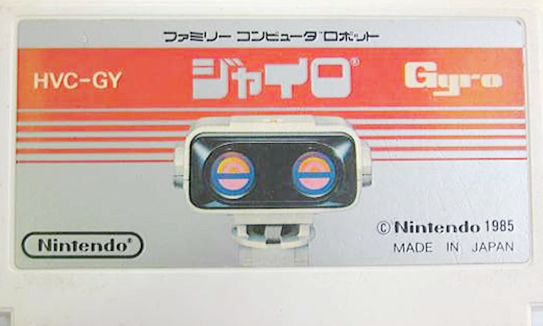 ファミリー コンピュータ ロボット
HVC-GY ジャイロ® Gyro
Nintendo®
©Nintendo 1985
MADE IN JAPAN